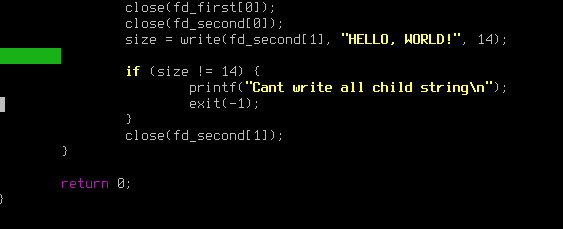 close(fd_first[0]);
close(fd_second[0]);
size = write(fd_second[1], "HELLO, WORLD!", 14);
if (size != 14) {
printf("Cant write all child string\n");
exit(-1);
}
close(fd_second[1]);
}
return 0;
}